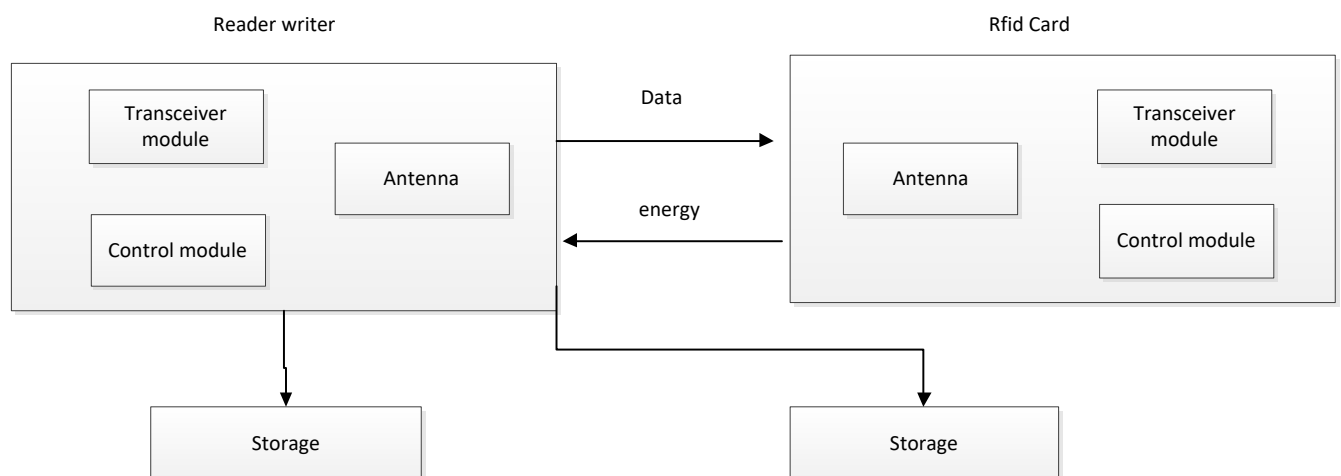 Reader writer
Rfid Card
Transceiver
module
Control module
Antenna
Data
energy
Antenna
Transceiver
module
Control module
Storage
Storage